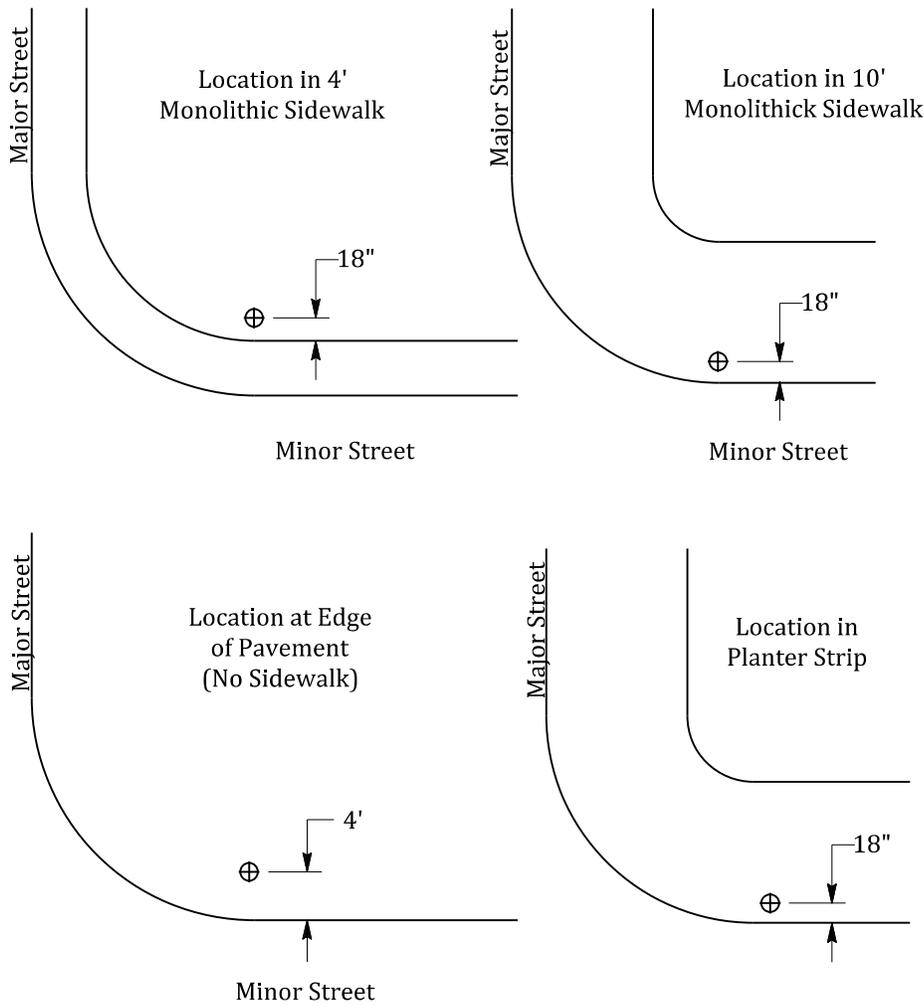 Major Street
Location in 4'
Monolithic Sidewalk
18"
Minor Street
Major Street
Location in 10'
Monolithick Sidewalk
18"
Minor Street
Major Street
Location at Edge
of Pavement
(No Sidewalk)
4'
Minor Street
Major Street
Location in
Planter Strip
18"